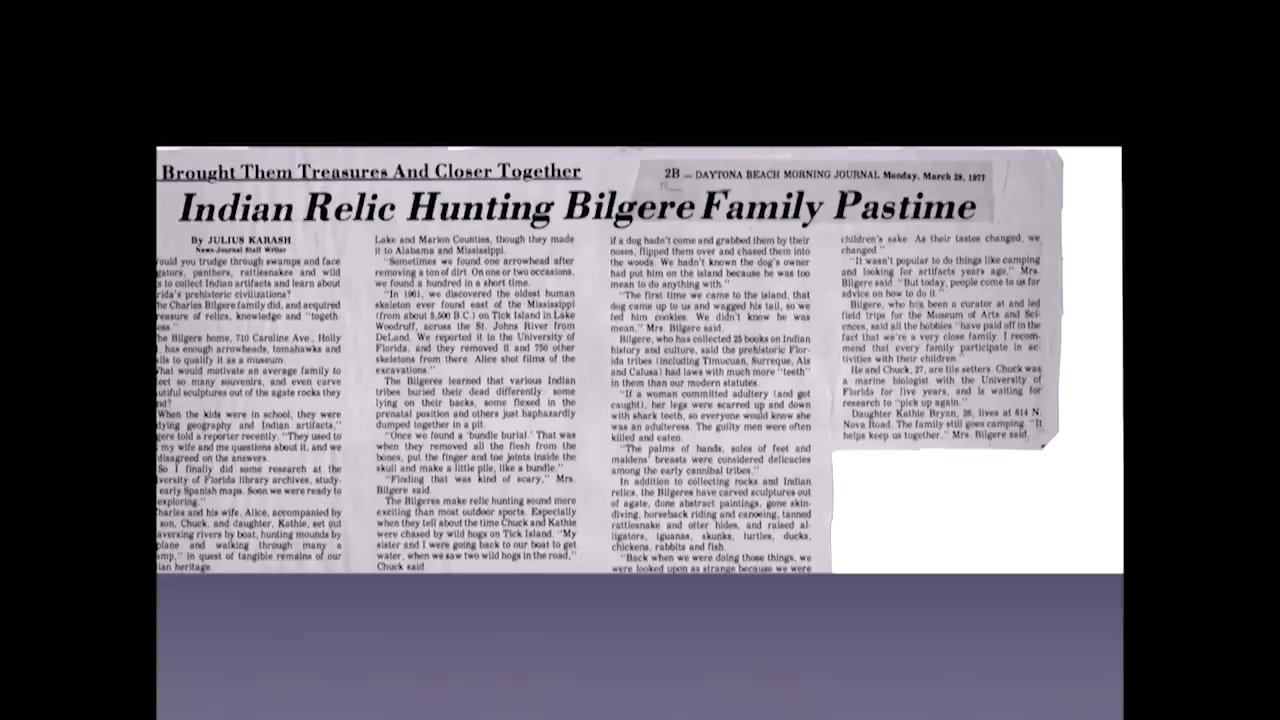 Brought Them Treasures And Closer Together
2B — DAYTONA BEACH MORNING JOURNAL Monday, March 28, 1977
Indian Relic Hunting Bilgere Family Pastime
By JULIUS KARASH
News-Journal Staff Writer
ould you trudge through swamps and face
gators, panthers, rattlesnakes and wild
s to collect Indian artifacts and learn about
rida's prehistoric civilizations?
he Charles Bilgere family did, and acquired
reasure of relics, knowledge and "togeth-
ess."
he Bilgere home, 710 Caroline Ave., Holly
, has enough arrowheads, tomahawks and
lls to qualify it as a museum.
hat would motivate an average family to
ect so many souvenirs, and even carve
utiful sculptures out of the agate rocks they
nd?
When the kids were in school, they were
dying geography and Indian artifacts,"
gere told a reporter recently. "They used to
my wife and me questions about it, and we
disagreed on the answers.
So I finally did some research at the
iversity of Florida library archives, study-
early Spanish maps. Soon we were ready to
exploring."
harles and his wife, Alice, accompanied by
son, Chuck, and daughter, Kathie, set out
aversing rivers by boat, hunting mounds by
plane and walking through many a
amp," in quest of tangible remains of our
ian heritage.
Lake and Marion Counties, though they made
it to Alabama and Mississippi.
"Sometimes we found one arrowhead after
removing a ton of dirt. On one or two occasions,
we found a hundred in a short time.
"In 1961, we discovered the oldest human
skeleton ever found east of the Mississippi
(from about 5,500 B.C.) on Tick Island in Lake
Woodruff, across the St. Johns River from
DeLand. We reported it to the University of
Florida, and they removed it and 750 other
skeletons from there. Alice shot films of the
excavations."
The Bilgeres learned that various Indian
tribes buried their dead differently: some
lying on their backs, some flexed in the
prenatal position and others just haphazardly
dumped together in a pit.
"Once we found a 'bundle burial.' That was
when they removed all the flesh from the
bones, put the finger and toe joints inside the
skull and make a little pile, like a bundle."
"Finding that was kind of scary," Mrs.
Bilgere said.
The Bilgeres make relic hunting sound more
exciting than most outdoor sports. Especially
when they tell about the time Chuck and Kathie
were chased by wild hogs on Tick Island. "My
sister and I were going back to our boat to get
water, when we saw two wild hogs in the road,"
Chuck said.
if a dog hadn't come and grabbed them by their
noses, flipped them over and chased them into
the woods. We hadn't known the dog's owner
had put him on the island because he was too
mean to do anything with."
"The first time we came to the island, that
dog came up to us and wagged his tail, so we
fed him cookies. We didn't know he was
mean," Mrs. Bilgere said.
Bilgere, who has collected 25 books on Indian
history and culture, said the prehistoric Flor-
ida tribes (including Timucuan, Surreque, Ais
and Calusa) had laws with much more "teeth"
in them than our modern statutes.
"If a woman committed adultery (and got
caught), her legs were scarred up and down
with shark teeth, so everyone would know she
was an adulteress. The guilty men were often
killed and eaten.
"The palms of hands, soles of feet and
maidens' breasts were considered delicacies
among the early cannibal tribes."
In addition to collecting rocks and Indian
relics, the Bilgeres have carved sculptures out
of agate, done abstract paintings, gone skin-
diving, horseback riding and canoeing, tanned
rattlesnake and otter hides, and raised al-
ligators, iguanas, skunks, turtles, ducks,
chickens, rabbits and fish.
"Back when we were doing those things, we
were looked upon as strange because we were
children's sake. As their tastes changed, we
changed."
"It wasn't popular to do things like camping
and looking for artifacts years ago," Mrs.
Bilgere said. "But today, people come to us for
advice on how to do it."
Bilgere, who has been a curator at and led
field trips for the Museum of Arts and Sci-
ences, said all the hobbies "have paid off in the
fact that we're a very close family. I recom-
mend that every family participate in ac-
tivities with their children."
He and Chuck, 27, are tile setters. Chuck was
a marine biologist with the University of
Florida for five years, and is waiting for
research to "pick up again."
Daughter Kathie Bryan, 26, lives at 614 N.
Nova Road. The family still goes camping. "It
helps keep us together," Mrs. Bilgere said.